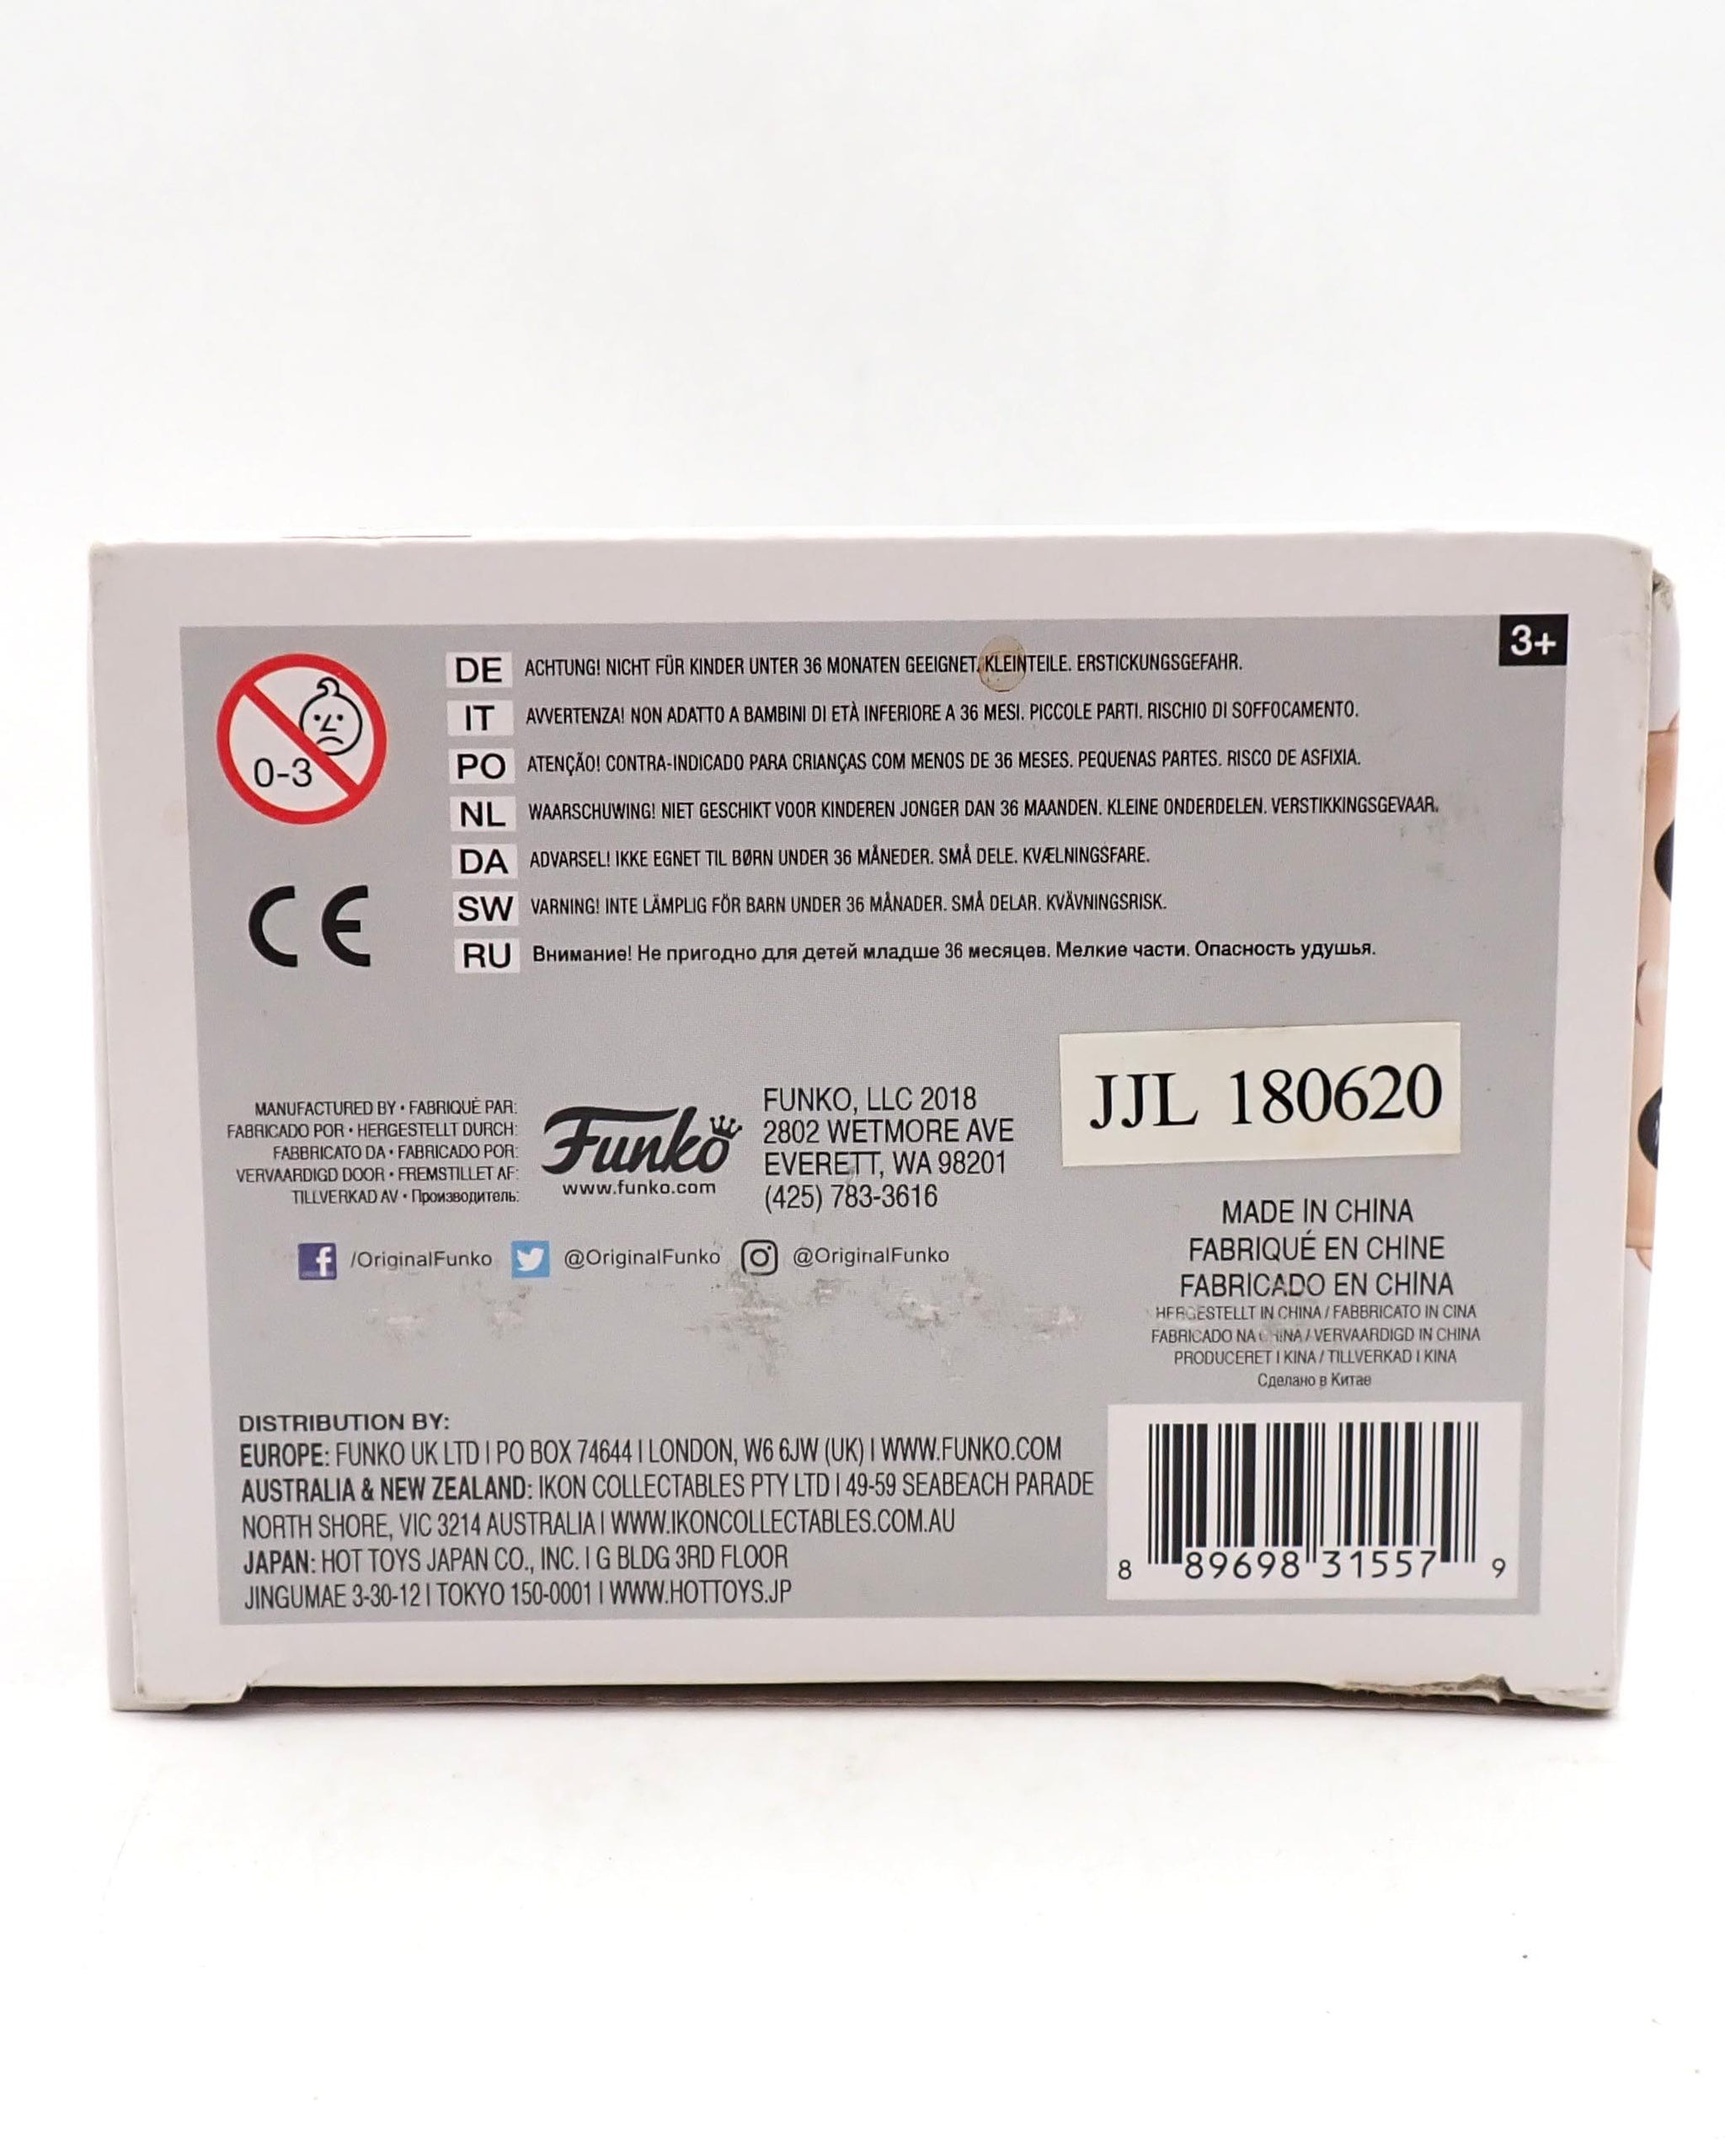 3+
0-3
DE ACHTUNG! NICHT FÜR KINDER UNTER 36 MONATEN GEEIGNET. KLEINTEILE. ERSTICKUNGSGEFAHR.
IT AVVERTENZA! NON ADATTO A BAMBINI DI ETÀ INFERIORE A 36 MESI. PICCOLE PARTI. RISCHIO DI SOFFOCAMENTO.
PO ATENÇÃO! CONTRA-INDICADO PARA CRIANÇAS COM MENOS DE 36 MESES. PEQUENAS PARTES. RISCO DE ASFIXIA.
NL WAARSCHUWING! NIET GESCHIKT VOOR KINDEREN JONGER DAN 36 MAANDEN. KLEINE ONDERDELEN. VERSTIKKINGSGEVAAR.
DA ADVARSEL! IKKE EGNET TIL BØRN UNDER 36 MÅNEDER. SMÅ DELE. KVÆLNINGSFARE.
SW VARNING! INTE LÄMPLIG FÖR BARN UNDER 36 MÅNADER. SMÅ DELAR. KVÄVNINGSRISK.
RU Внимание! Не пригодно для детей младше 36 месяцев. Мелкие части. Опасность удушья.
CE
MANUFACTURED BY • FABRIQUÉ PAR:
FABRICADO POR • HERGESTELLT DURCH:
FABBRICATO DA • FABRICADO POR:
VERVAARDIGD DOOR • FREMSTILLET AF:
TILLVERKAD AV • Производитель:
Funko
www.funko.com
FUNKO, LLC 2018
2802 WETMORE AVE
EVERETT, WA 98201
(425) 783-3616
JJL 180620
/OriginalFunko @OriginalFunko @OriginalFunko
MADE IN CHINA
FABRIQUÉ EN CHINE
FABRICADO EN CHINA
HERGESTELLT IN CHINA / FABBRICATO IN CINA
FABRICADO NA CHINA / VERVAARDIGD IN CHINA
PRODUCERET I KINA / TILLVERKAD I KINA
Сделано в Китае
DISTRIBUTION BY:
EUROPE: FUNKO UK LTD I PO BOX 74644 I LONDON, W6 6JW (UK) I WWW.FUNKO.COM
AUSTRALIA & NEW ZEALAND: IKON COLLECTABLES PTY LTD I 49-59 SEABEACH PARADE
NORTH SHORE, VIC 3214 AUSTRALIA I WWW.IKONCOLLECTABLES.COM.AU
JAPAN: HOT TOYS JAPAN CO., INC. I G BLDG 3RD FLOOR
JINGUMAE 3-30-12 I TOKYO 150-0001 I WWW.HOTTOYS.JP
8 89698 31557 9